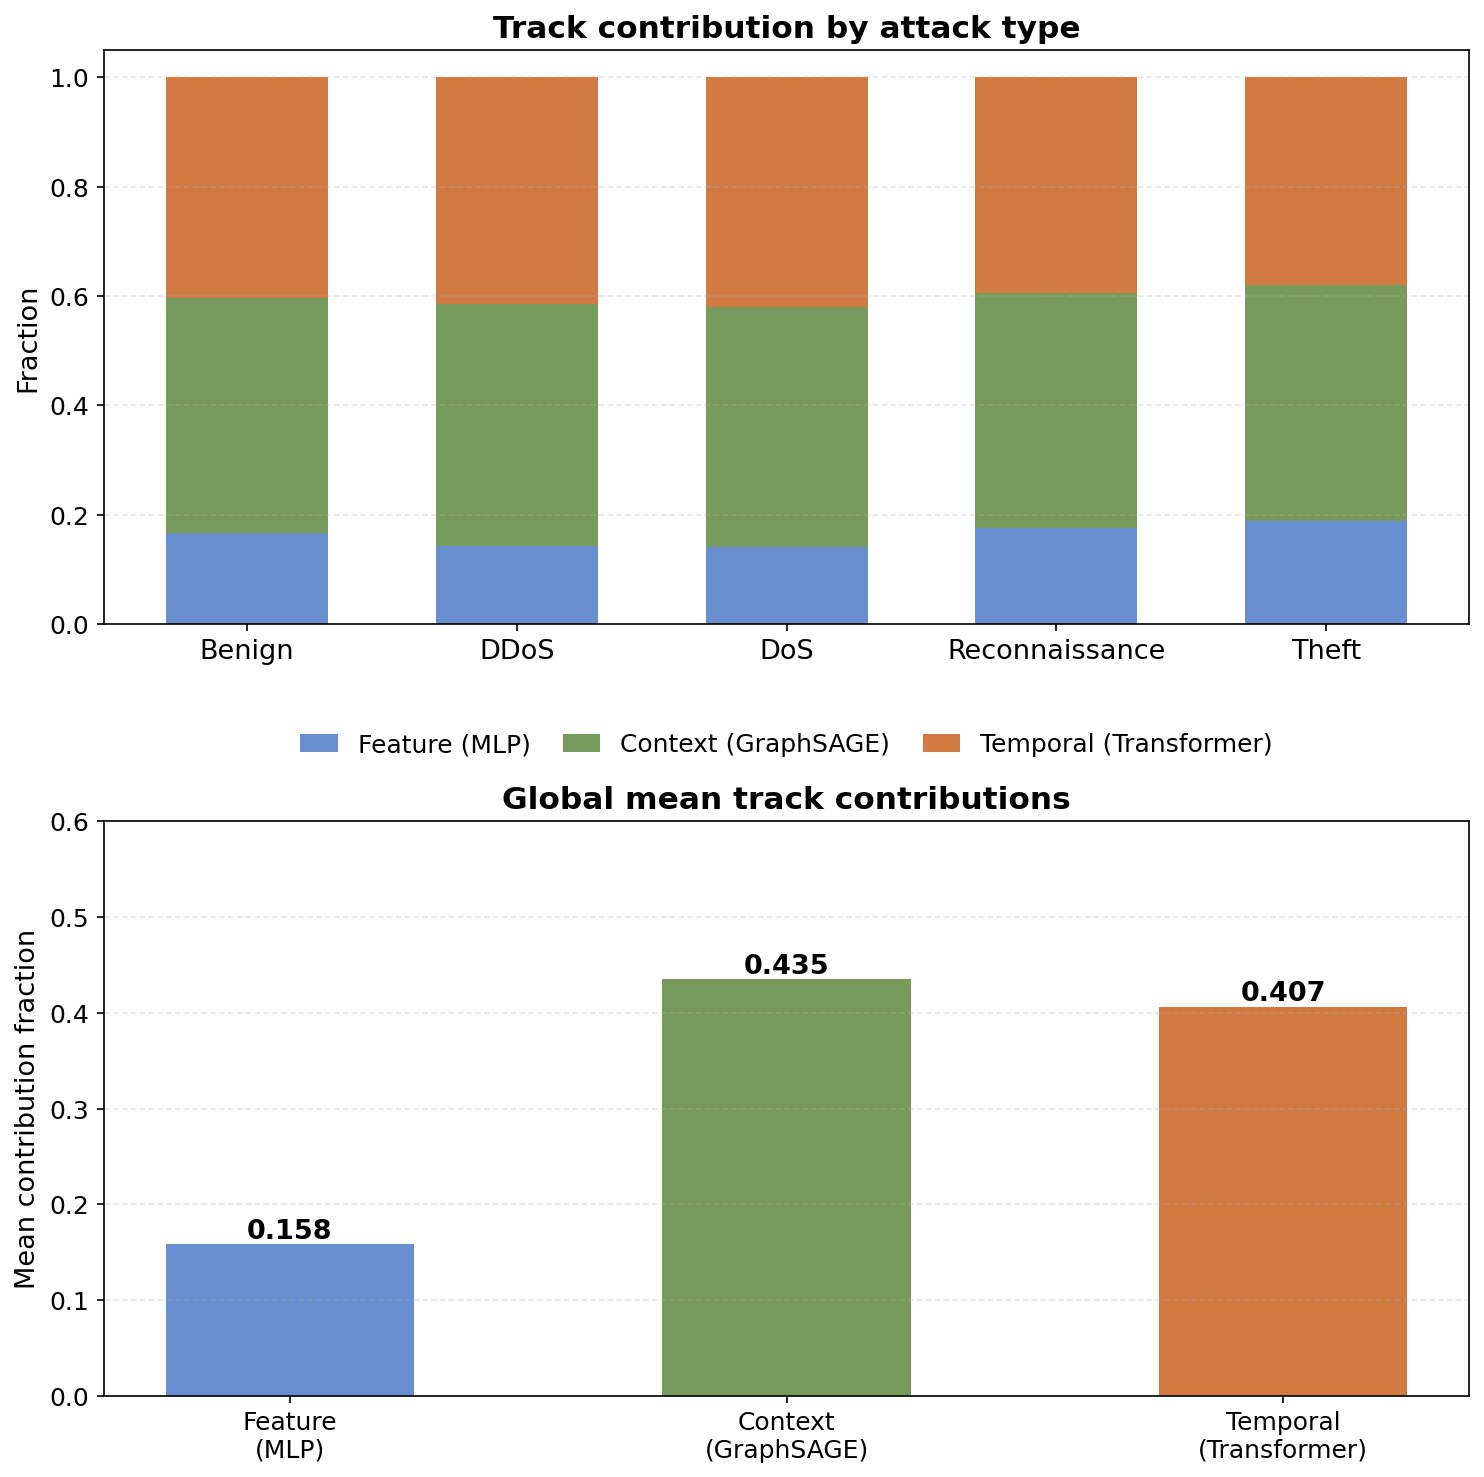 Track contribution by attack type
1.0
0.8
0.6
0.4
0.2
0.0
Fraction
Benign DDoS DoS Reconnaissance Theft
Feature (MLP) Context (GraphSAGE) Temporal (Transformer)
Global mean track contributions
0.6
0.5
0.4
0.3
0.2
0.1
0.0
Mean contribution fraction
0.158
0.435
0.407
Feature
(MLP)
Context
(GraphSAGE)
Temporal
(Transformer)